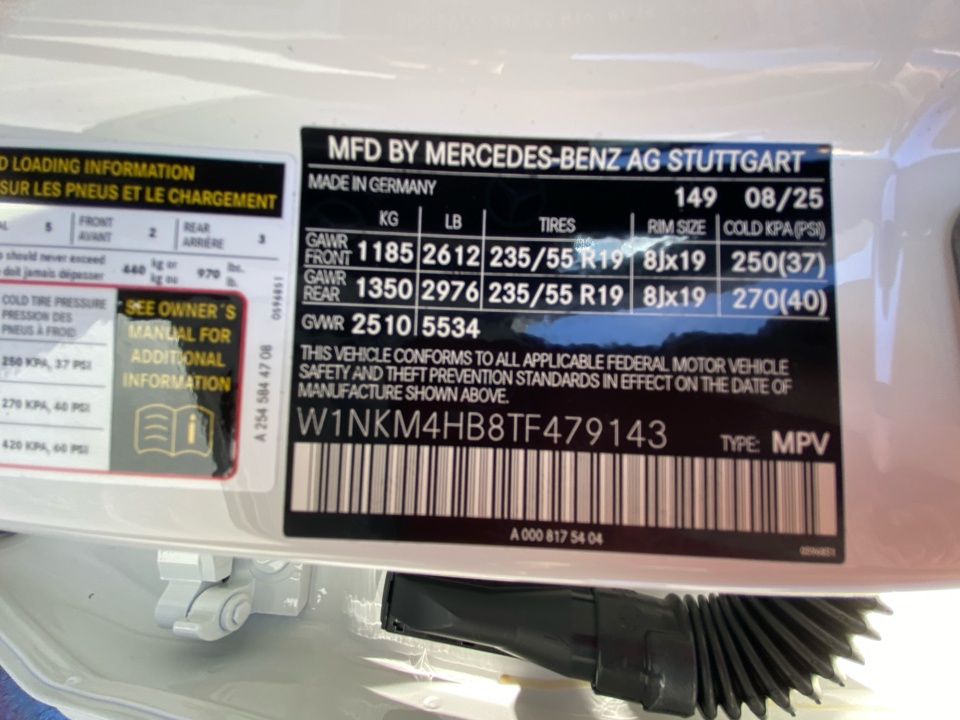 D LOADING INFORMATION
SUR LES PNEUS ET LE CHARGEMENT
AL 5 FRONT AVANT 2 REAR ARRIÈRE 3
should never exceed
doit jamais dépasser 440 kg or kg ou 970 lbs. lb.
COLD TIRE PRESSURE
PRESSION DES
PNEUS À FROID
250 KPA, 37 PSI
270 KPA, 40 PSI
420 KPA, 60 PSI
SEE OWNER´S
MANUAL FOR
ADDITIONAL
INFORMATION
0596851
A 254 584 47 08
MFD BY MERCEDES-BENZ AG STUTTGART
MADE IN GERMANY
149 08/25
KG LB TIRES RIM SIZE COLD KPA(PSI)
GAWR FRONT 1185 2612 235/55 R19 8Jx19 250(37)
GAWR REAR 1350 2976 235/55 R19 8Jx19 270(40)
GVWR 2510 5534
THIS VEHICLE CONFORMS TO ALL APPLICABLE FEDERAL MOTOR VEHICLE
SAFETY AND THEFT PREVENTION STANDARDS IN EFFECT ON THE DATE OF
MANUFACTURE SHOWN ABOVE.
W1NKM4HB8TF479143
TYPE: MPV
A 000 817 54 04
0596851